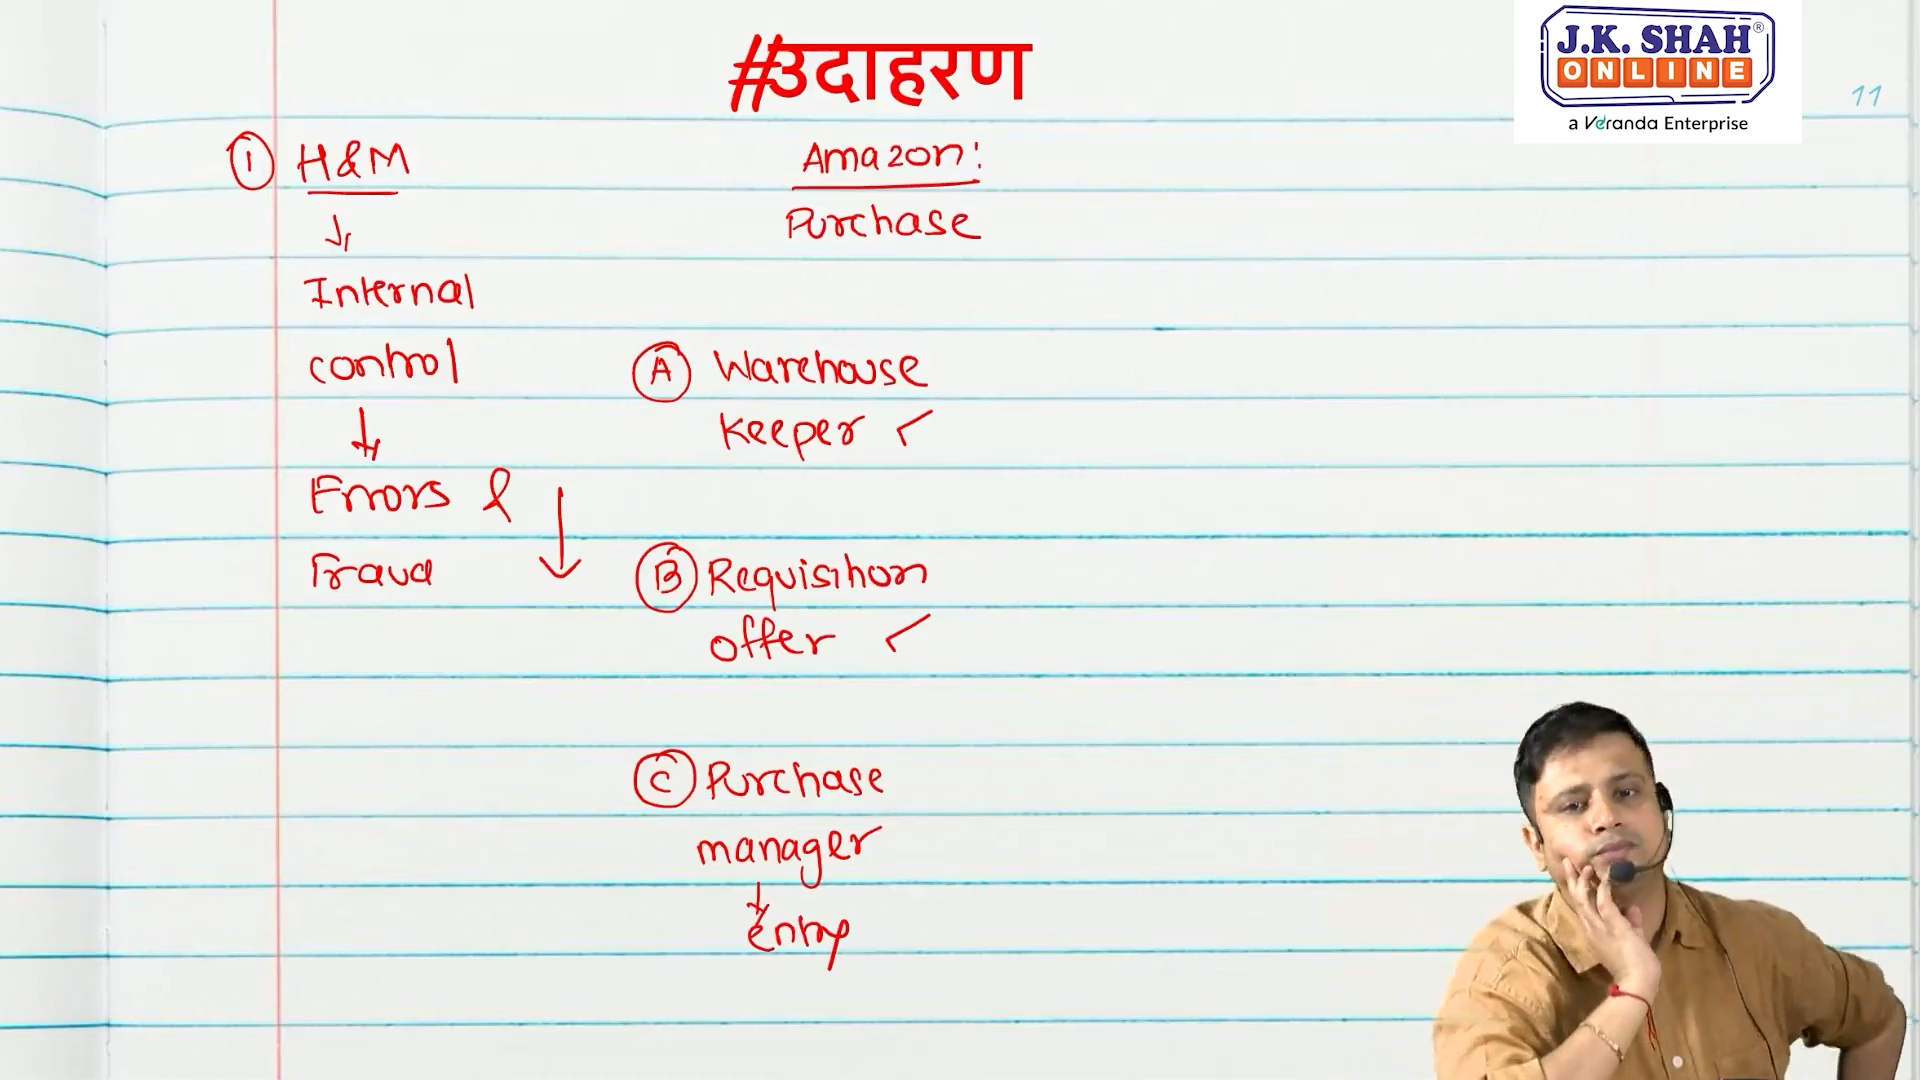 #उदाहरण
J.K. SHAH®
ONLINE
a Veranda Enterprise
11
1 H&M
Internal
control
Errors &
Fraud
Amazon:
Purchase
A Warehouse
keeper ✓
B Requisition
offer ✓
C Purchase
manager
entry